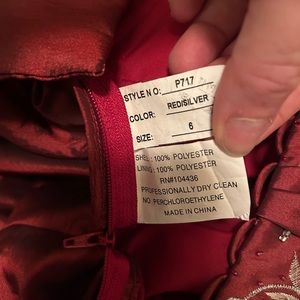 STYLE NO: P717
COLOR: RED/SILVER
SIZE: 6
SHELL: 100% POLYESTER
LINING: 100% POLYESTER
RN#104436
PROFESSIONALLY DRY CLEAN
NO PERCHLOROETHYLENE
MADE IN CHINA